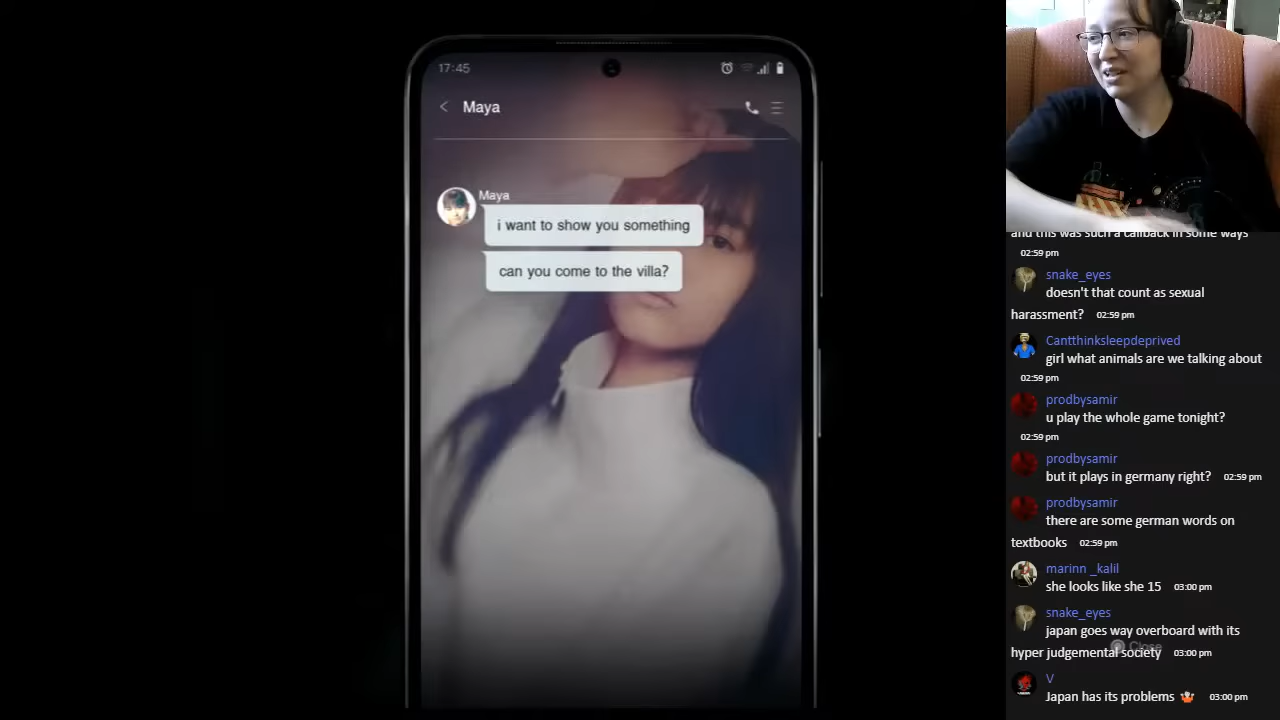 17:45
Maya
Maya
i want to show you something
can you come to the villa?
and this was such a callback in some ways
02:59 pm
snake_eyes
doesn't that count as sexual
harassment? 02:59 pm
Cantthinksleepdeprived
girl what animals are we talking about
02:59 pm
prodbysamir
u play the whole game tonight?
02:59 pm
prodbysamir
but it plays in germany right? 02:59 pm
prodbysamir
there are some german words on
textbooks 02:59 pm
marinn _kalil
she looks like she 15 03:00 pm
snake_eyes
japan goes way overboard with its
Close
hyper judgemental society 03:00 pm
V
Japan has its problems 🤷 03:00 pm